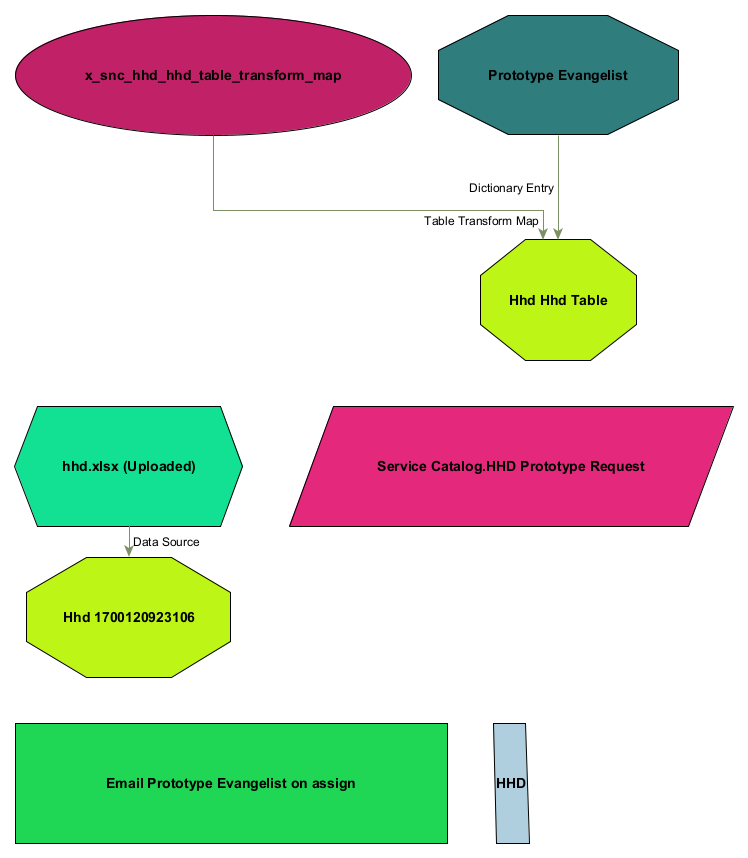 x_snc_hhd_hhd_table_transform_map
Prototype Evangelist
Dictionary Entry
Table Transform Map
Hhd Hhd Table
hhd.xlsx (Uploaded)
Service Catalog.HHD Prototype Request
Data Source
Hhd 1700120923106
Email Prototype Evangelist on assign
HHD